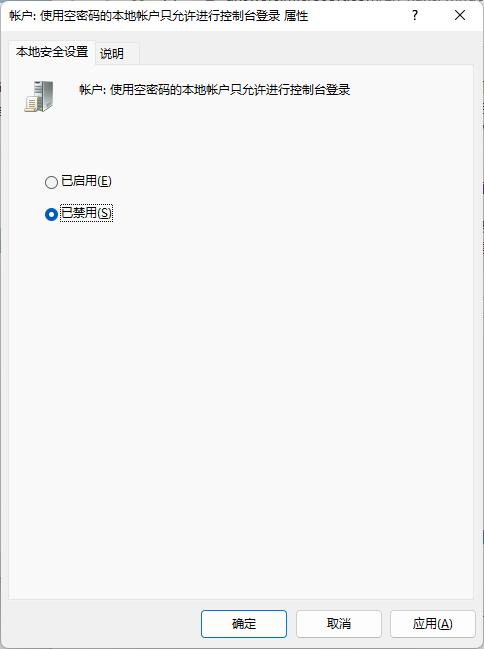 帐户: 使用空密码的本地帐户只允许进行控制台登录 属性
?
本地安全设置 说明
帐户: 使用空密码的本地帐户只允许进行控制台登录
已启用(E)
已禁用(S)
确定 取消 应用(A)